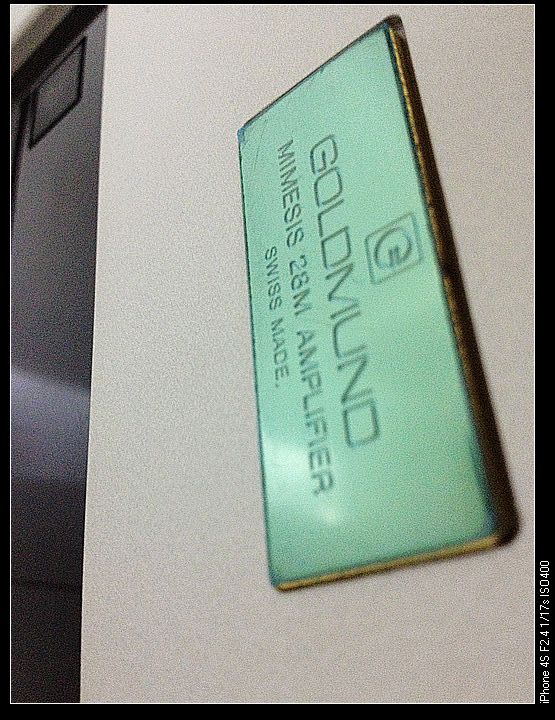 GOLDMUND
MIMESIS 28M AMPLIFIER
SWISS MADE.
iPhone 4S F2.4 1/17s ISO400